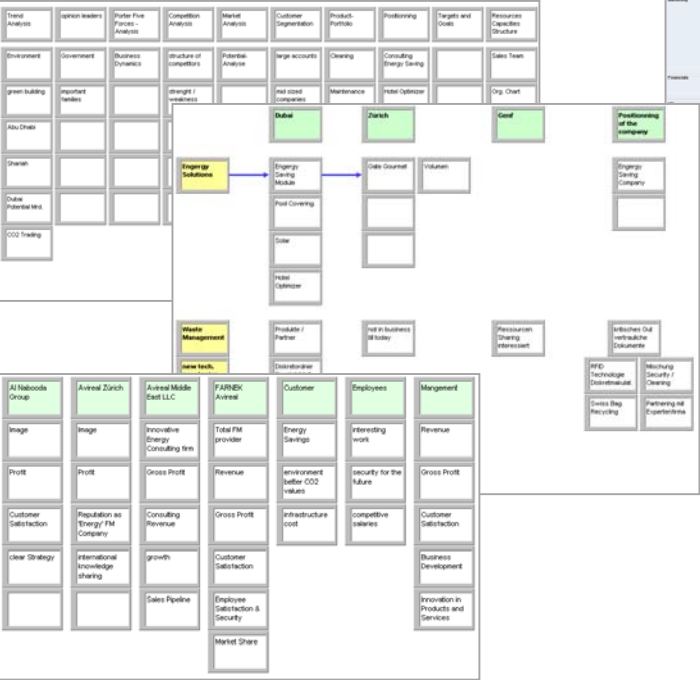 Trend
Analysis
opinion leaders
Porter Five
Forces -
Analysis
Competition
Analysis
Market
Analysis
Customer
Segmentation
Product-
Portfolio
Positionning
Targets and
Goals
Resources
Capacities
Structure
Environment
Government
Business
Dynamics
structure of
competitors
Potential-
Analyse
large accounts
Cleaning
Consulting
Energy Saving
Sales Team
green building
important
families
strenght /
weakness
mid sized
companies
Maintenance
Hotel Optimizer
Org. Chart
Abu Dhabi
Shariah
Dubai
Potential Mrd.
CO2 Trading
Financials
Dubai
Zürich
Genf
Positionning
of the
company
Engergy
Solutions
Engergy
Saving
Module
Gate Gourmet
Volumen
Engergy
Saving
Company
Pool Covering
Solar
Hotel
Optimizer
Waste
Management
Produkte /
Partner
not in business
till today
Ressourcen
Sharing
interessiert
kritisches Gut
vertrauliche
Dokumente
new tech.
Diskretordner
RFID
Technologie
Diskretmakulat
Mischung
Security /
Cleaning
Swiss Bag
Recycling
Partnering mit
Expertenfirma
Al Nabooda
Group
Avireal Zürich
Avireal Middle
East LLC
FARNEK
Avireal
Customer
Employees
Mangement
Image
Image
Innovative
Energy
Consulting firm
Total FM
provider
Energy
Savings
interesting
work
Revenue
Profit
Profit
Gross Profit
Revenue
environment
better CO2
values
security for the
future
Gross Profit
Customer
Satisfaction
Reputation as
'Energy' FM
Company
Consulting
Revenue
Gross Profit
infrastructure
cost
competitive
salaries
Customer
Satisfaction
clear Strategy
international
knowledge
sharing
growth
Customer
Satisfaction
Business
Development
Sales Pipeline
Employee
Satisfaction &
Security
Innovation in
Products and
Services
Market Share